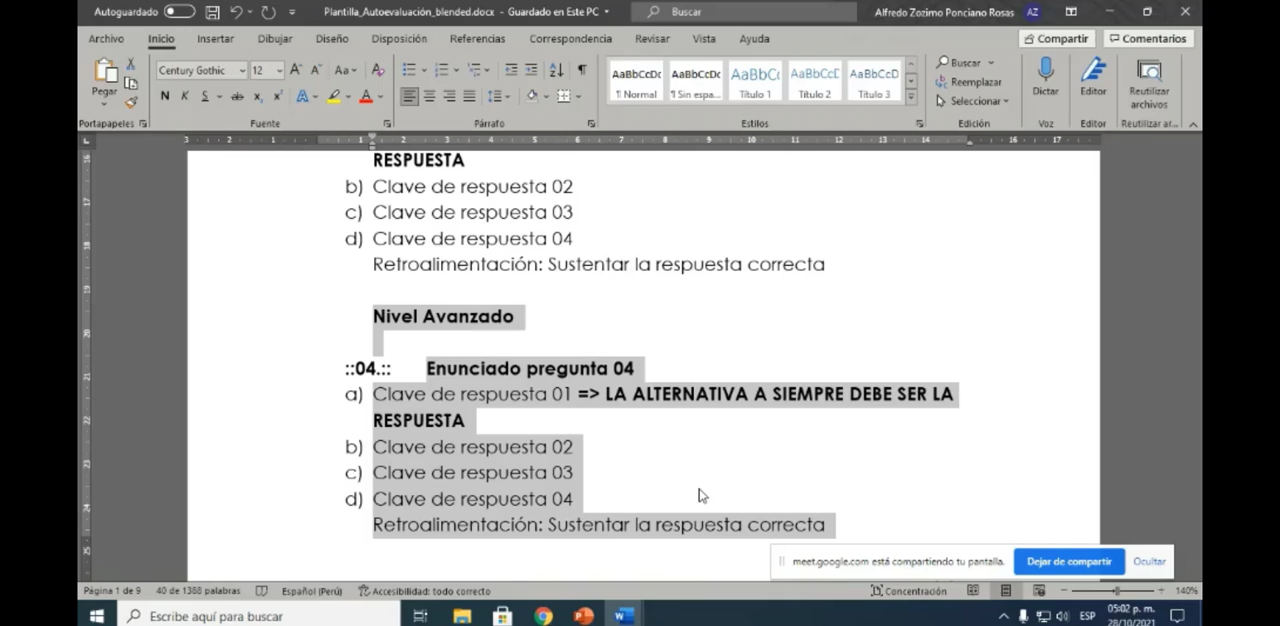 Autoguardado
Plantilla_Autoevaluación_blended.docx - Guardado en Este PC
Buscar
Alfredo Zozimo Ponciano Rosas
AZ
Archivo Inicio Insertar Dibujar Diseño Disposición Referencias Correspondencia Revisar Vista Ayuda
Compartir Comentarios
Pegar
Century Gothic 12
N K S
AaBbCcDc AaBbCcDc AaBbCc AaBbCcD AaBbCcD
¶ Normal ¶ Sin espa... Título 1 Título 2 Título 3
Buscar
Reemplazar
Seleccionar
Dictar Editor Reutilizar archivos
Portapapeles Fuente Párrafo Estilos Edición Voz Editor Reutilizar ar...
RESPUESTA
b) Clave de respuesta 02
c) Clave de respuesta 03
d) Clave de respuesta 04
Retroalimentación: Sustentar la respuesta correcta
Nivel Avanzado
::04.:: Enunciado pregunta 04
a) Clave de respuesta 01 => LA ALTERNATIVA A SIEMPRE DEBE SER LA
RESPUESTA
b) Clave de respuesta 02
c) Clave de respuesta 03
d) Clave de respuesta 04
Retroalimentación: Sustentar la respuesta correcta
meet.google.com está compartiendo tu pantalla. Dejar de compartir Ocultar
Página 1 de 9 40 de 1388 palabras Español (Perú) Accesibilidad: todo correcto Concentración 140%
Escribe aquí para buscar
ESP
05:02 p. m.
28/10/2021